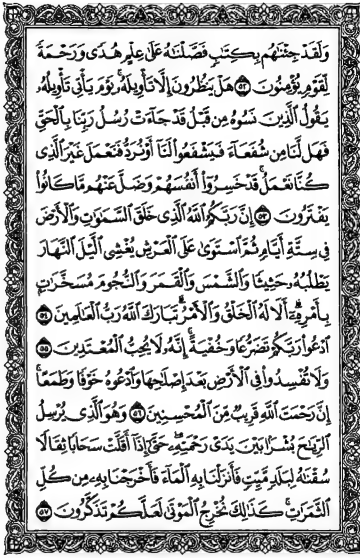 وَلَقَدْ جِئْنَٰهُم بِكِتَٰبٍ فَصَّلْنَٰهُ عَلَىٰ عِلْمٍ هُدًى وَرَحْمَةً
لِّقَوْمٍ يُؤْمِنُونَ ۝٥٢ هَلْ يَنظُرُونَ إِلَّا تَأْوِيلَهُۥ ۚ يَوْمَ يَأْتِى تَأْوِيلُهُۥ
يَقُولُ ٱلَّذِينَ نَسُوهُ مِن قَبْلُ قَدْ جَآءَتْ رُسُلُ رَبِّنَا بِٱلْحَقِّ
فَهَل لَّنَا مِن شُفَعَآءَ فَيَشْفَعُوا۟ لَنَآ أَوْ نُرَدُّ فَنَعْمَلَ غَيْرَ ٱلَّذِى
كُنَّا نَعْمَلُ ۚ قَدْ خَسِرُوٓا۟ أَنفُسَهُمْ وَضَلَّ عَنْهُم مَّا كَانُوا۟
يَفْتَرُونَ ۝٥٣ إِنَّ رَبَّكُمُ ٱللَّهُ ٱلَّذِى خَلَقَ ٱلسَّمَٰوَٰتِ وَٱلْأَرْضَ
فِى سِتَّةِ أَيَّامٍ ثُمَّ ٱسْتَوَىٰ عَلَى ٱلْعَرْشِ يُغْشِى ٱلَّيْلَ ٱلنَّهَارَ
يَطْلُبُهُۥ حَثِيثًا وَٱلشَّمْسَ وَٱلْقَمَرَ وَٱلنُّجُومَ مُسَخَّرَٰتٍۭ
بِأَمْرِهِۦٓ ۗ أَلَا لَهُ ٱلْخَلْقُ وَٱلْأَمْرُ ۗ تَبَارَكَ ٱللَّهُ رَبُّ ٱلْعَٰلَمِينَ ۝٥٤
ٱدْعُوا۟ رَبَّكُمْ تَضَرُّعًا وَخُفْيَةً ۚ إِنَّهُۥ لَا يُحِبُّ ٱلْمُعْتَدِينَ ۝٥٥
وَلَا تُفْسِدُوا۟ فِى ٱلْأَرْضِ بَعْدَ إِصْلَٰحِهَا وَٱدْعُوهُ خَوْفًا وَطَمَعًا ۚ
إِنَّ رَحْمَتَ ٱللَّهِ قَرِيبٌ مِّنَ ٱلْمُحْسِنِينَ ۝٥٦ وَهُوَ ٱلَّذِى يُرْسِلُ
ٱلرِّيَٰحَ بُشْرًۢا بَيْنَ يَدَىْ رَحْمَتِهِۦ ۖ حَتَّىٰٓ إِذَآ أَقَلَّتْ سَحَابًا ثِقَالًا
سُقْنَٰهُ لِبَلَدٍ مَّيِّتٍ فَأَنزَلْنَا بِهِ ٱلْمَآءَ فَأَخْرَجْنَا بِهِۦ مِن كُلِّ
ٱلثَّمَرَٰتِ ۚ كَذَٰلِكَ نُخْرِجُ ٱلْمَوْتَىٰ لَعَلَّكُمْ تَذَكَّرُونَ ۝٥٧